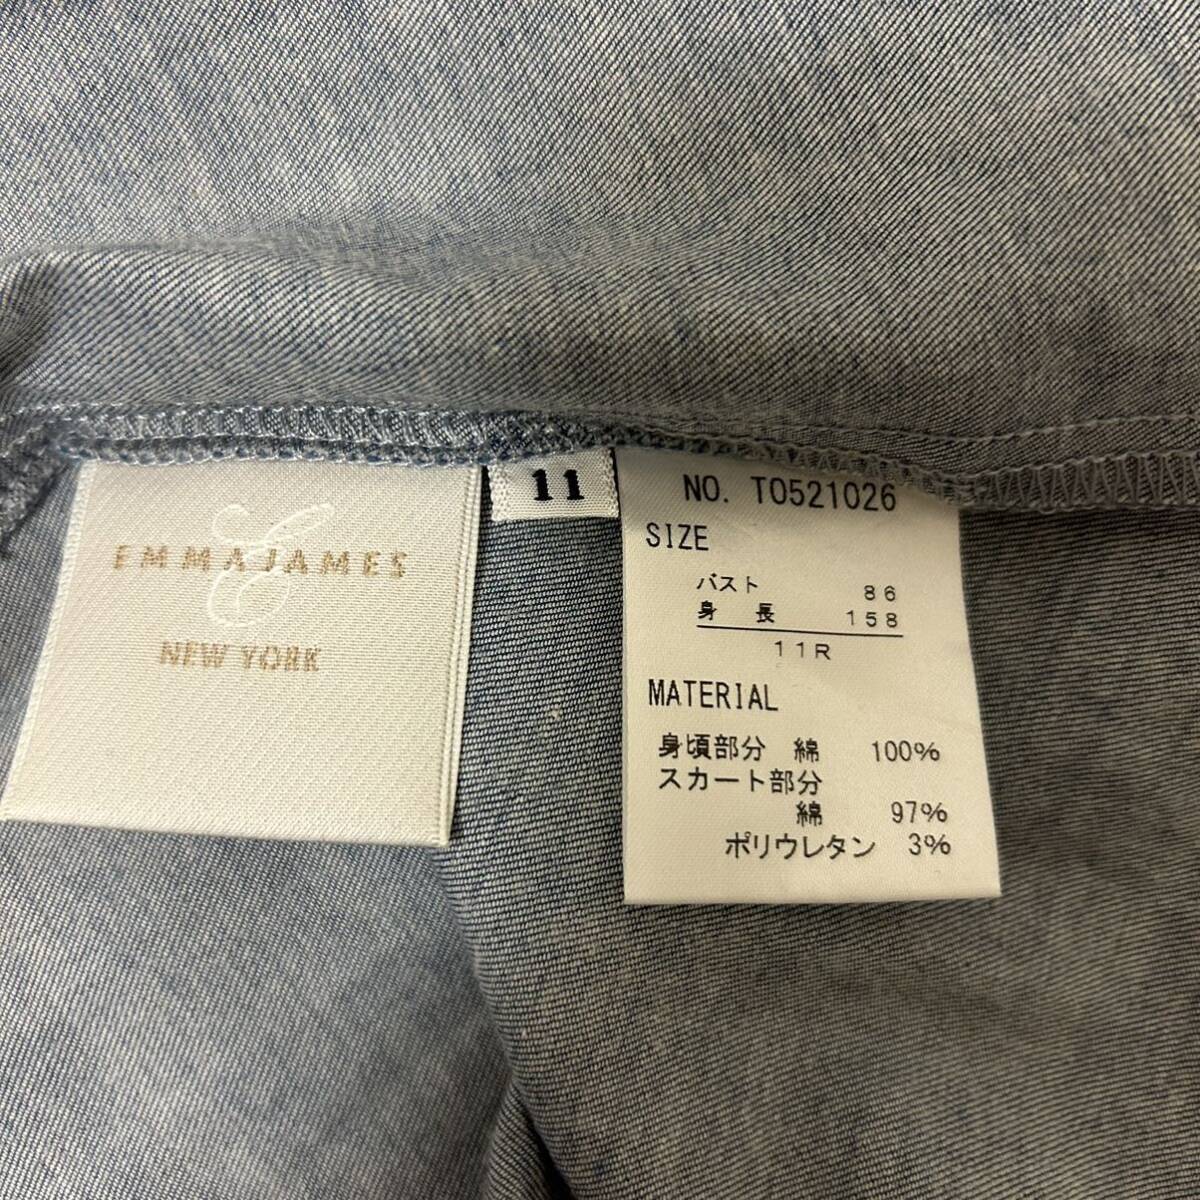 E
EMMAJAMES
NEW YORK
11
NO. T0521026
SIZE
バスト 86
身 長 158
11R
MATERIAL
身頃部分 綿 100%
スカート部分
綿 97%
ポリウレタン 3%